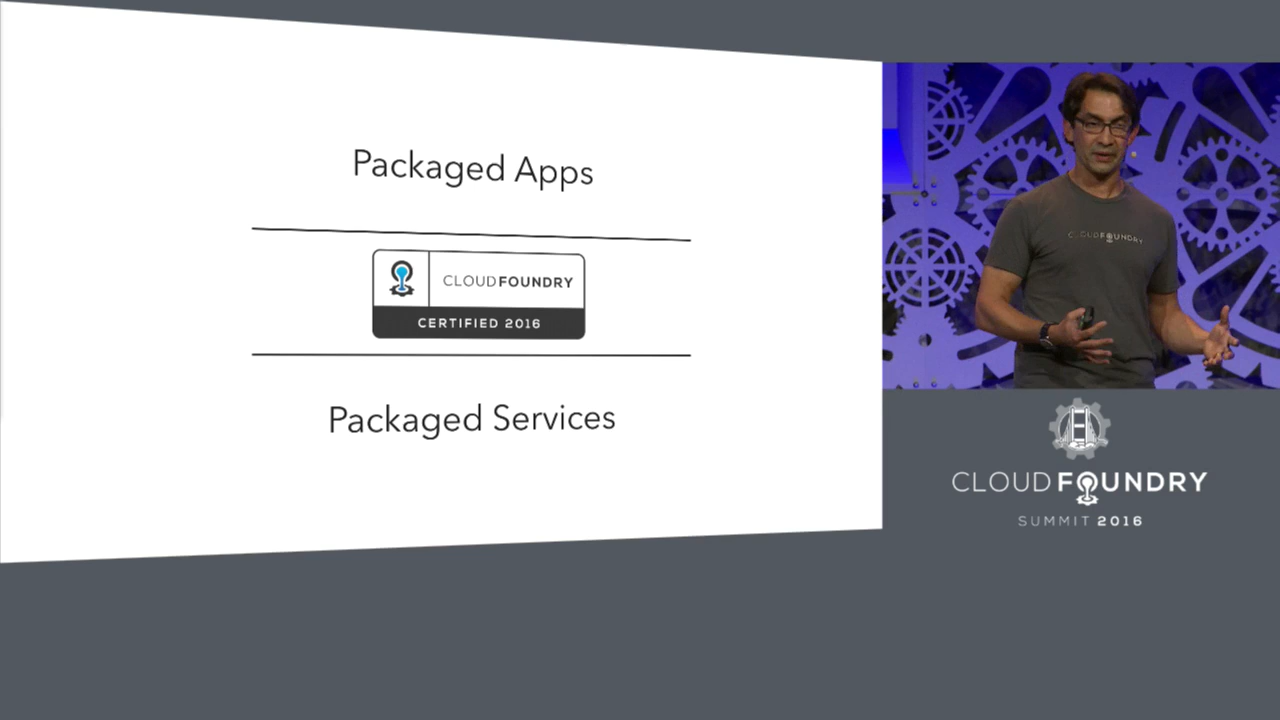 Packaged Apps
CLOUDFOUNDRY
CERTIFIED 2016
Packaged Services
CLOUDFOUNDRY
CLOUDFOUNDRY
SUMMIT 2016